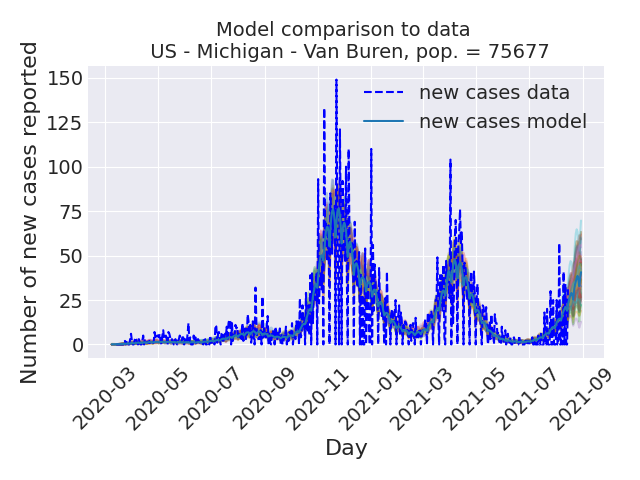 Model comparison to data
US - Michigan - Van Buren, pop. = 75677
Number of new cases reported
150
125
100
75
50
25
0
new cases data
new cases model
2020-03
2020-05
2020-07
2020-09
2020-11
2021-01
2021-03
2021-05
2021-07
2021-09
Day